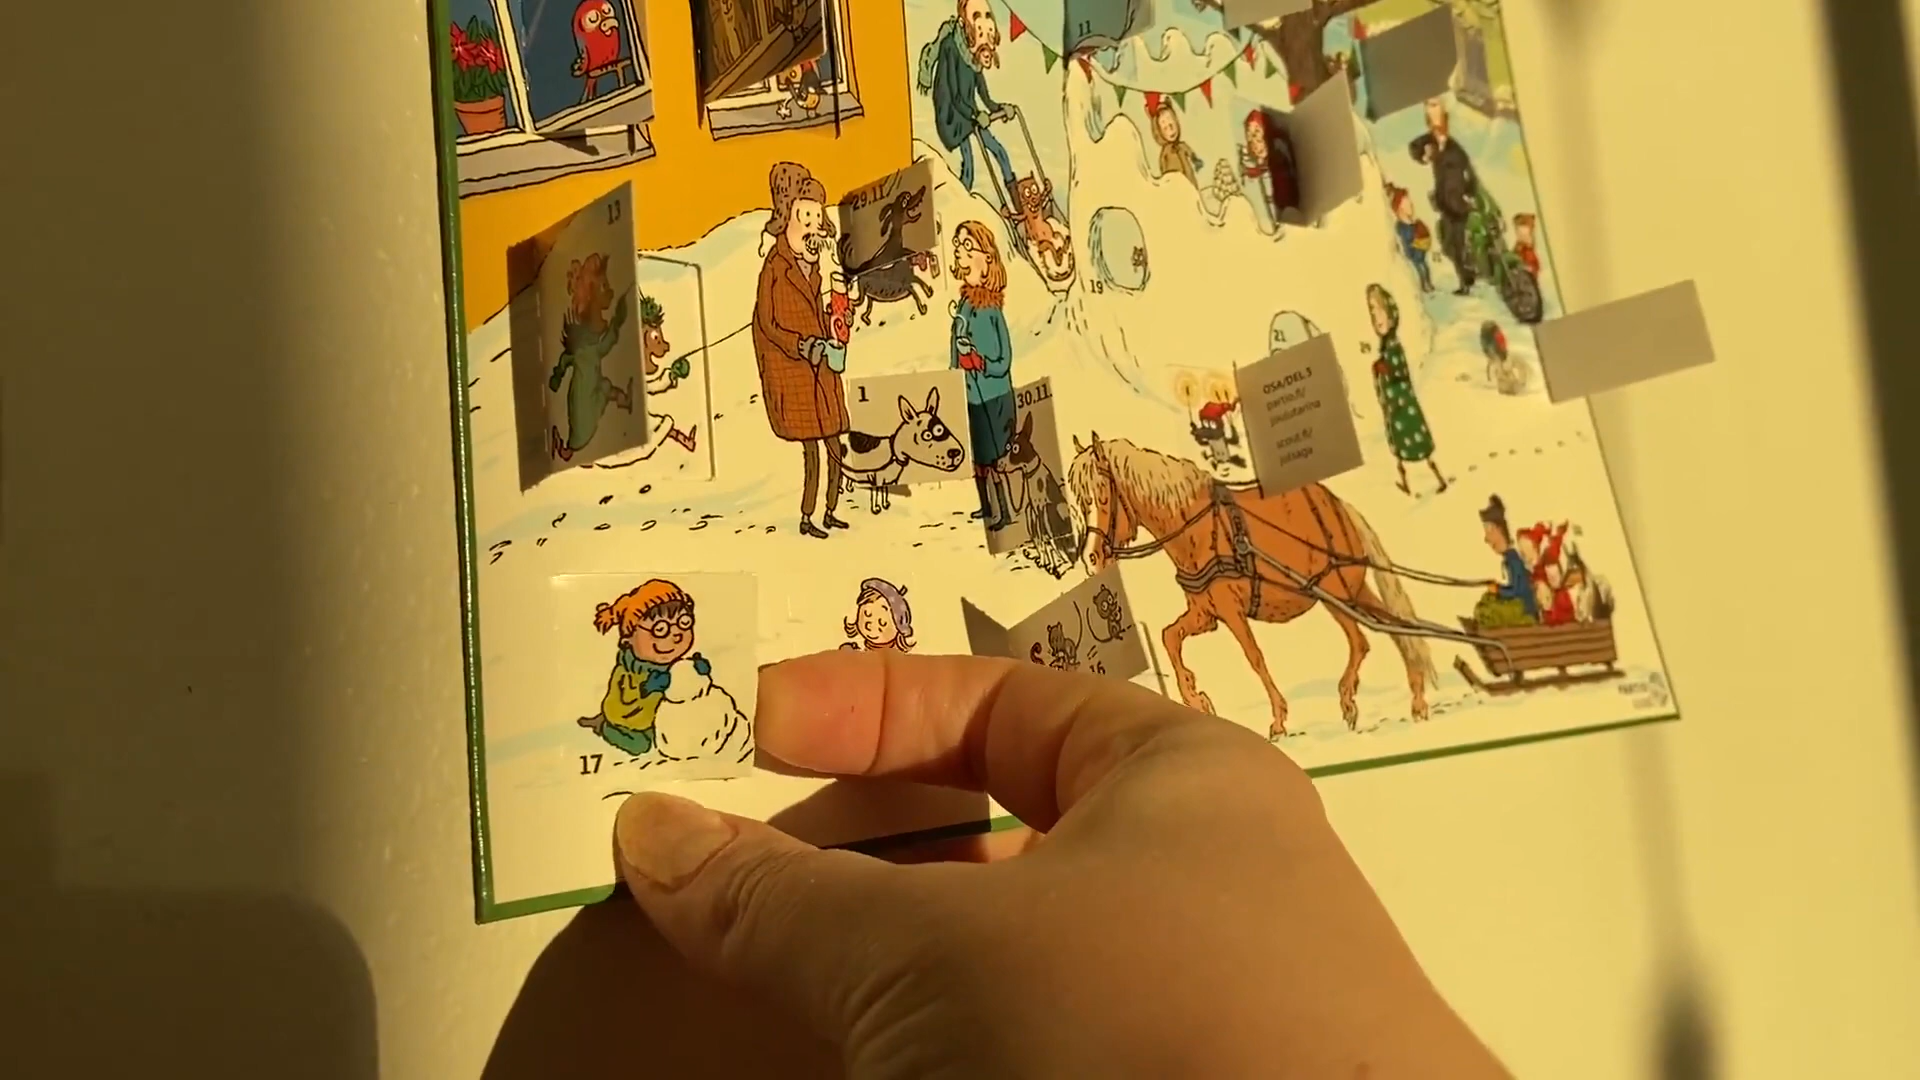 11
13
29.11.
19
21
1
30.11.
OSA/DEL 3
partio.fi/
joulutarina
scout.fi/
julsaga
16
17